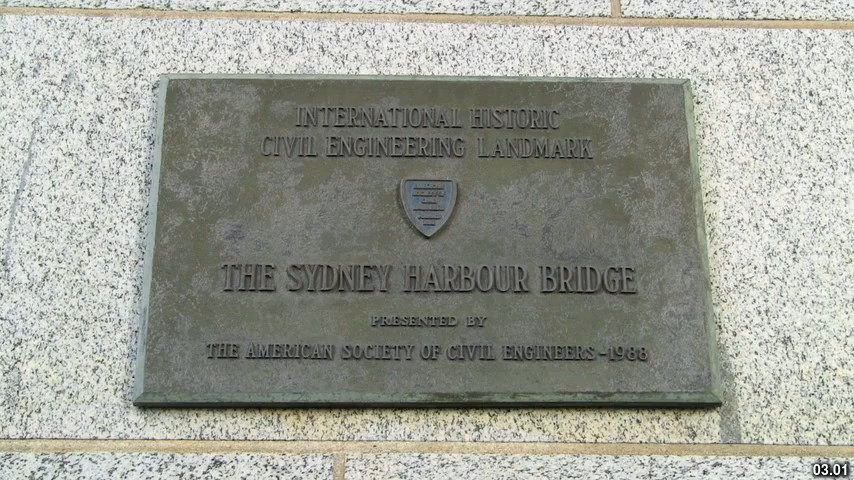 INTERNATIONAL HISTORIC
CIVIL ENGINEERING LANDMARK
THE SYDNEY HARBOUR BRIDGE
PRESENTED BY
THE AMERICAN SOCIETY OF CIVIL ENGINEERS-1988
03.01